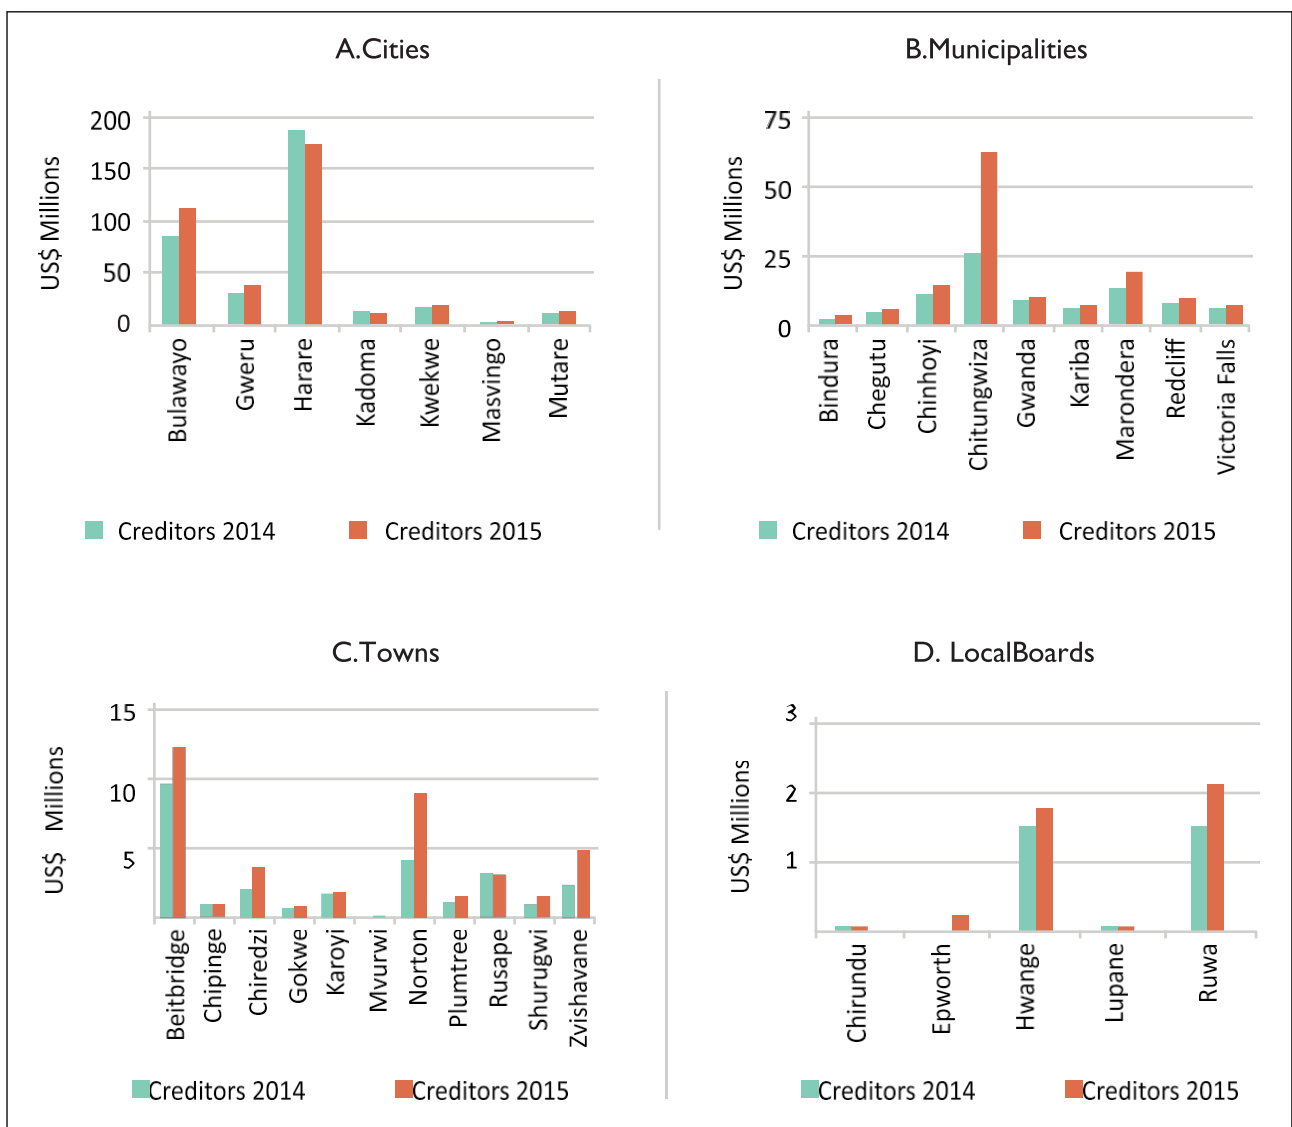 A.Cities
US$ Millions
200
150
100
50
0
Bulawayo
Gweru
Harare
Kadoma
Kwekwe
Masvingo
Mutare
Creditors 2014
Creditors 2015
B.Municipalities
US$ Millions
75
50
25
0
Bindura
Chegutu
Chinhoyi
Chitungwiza
Gwanda
Kariba
Marondera
Redcliff
Victoria Falls
Creditors 2014
Creditors 2015
C.Towns
US$ Millions
15
10
5
Beitbridge
Chipinge
Chiredzi
Gokwe
Karoyi
Mvurwi
Norton
Plumtree
Rusape
Shurugwi
Zvishavane
Creditors 2014
Creditors 2015
D. LocalBoards
US$ Millions
3
2
1
Chirundu
Epworth
Hwange
Lupane
Ruwa
Creditors 2014
Creditors 2015